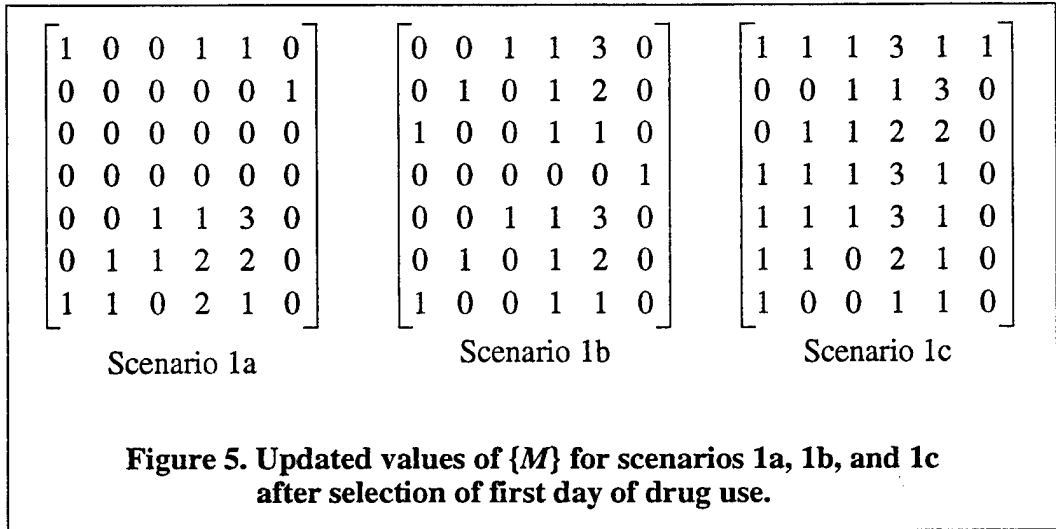 1 0 0 1 1 0    0 0 1 1 3 0    1 1 1 3 1 1
0 0 0 0 0 1    0 1 0 1 2 0    0 0 1 1 3 0
0 0 0 0 0 0    1 0 0 1 1 0    0 1 1 2 2 0
0 0 0 0 0 0    0 0 0 0 0 1    1 1 1 3 1 0
0 0 1 1 3 0    0 0 1 1 3 0    1 1 1 3 1 0
0 1 1 2 2 0    0 1 0 1 2 0    1 1 0 2 1 0
1 1 0 2 1 0    1 0 0 1 1 0    1 0 0 1 1 0
Scenario 1a    Scenario 1b    Scenario 1c
Figure 5. Updated values of {M} for scenarios 1a, 1b, and 1c
after selection of first day of drug use.